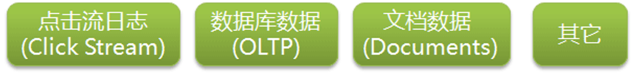 点击流日志
(Click Stream)
数据库数据
(OLTP)
文档数据
(Documents)
其它